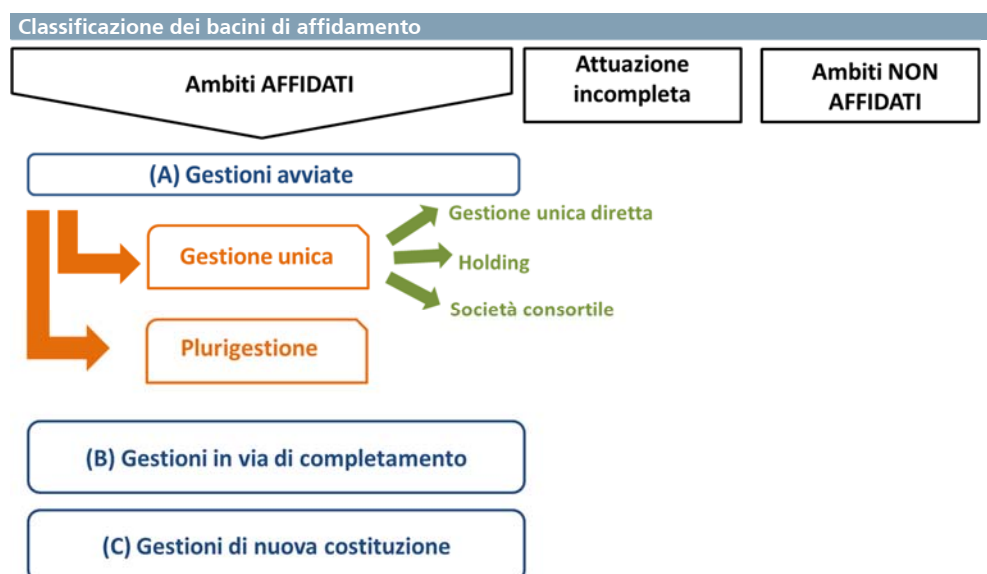 Classificazione dei bacini di affidamento
Ambiti AFFIDATI
Attuazione
incompleta
Ambiti NON
AFFIDATI
(A) Gestioni avviate
Gestione unica
Gestione unica diretta
Holding
Società consortile
Plurigestione
(B) Gestioni in via di completamento
(C) Gestioni di nuova costituzione